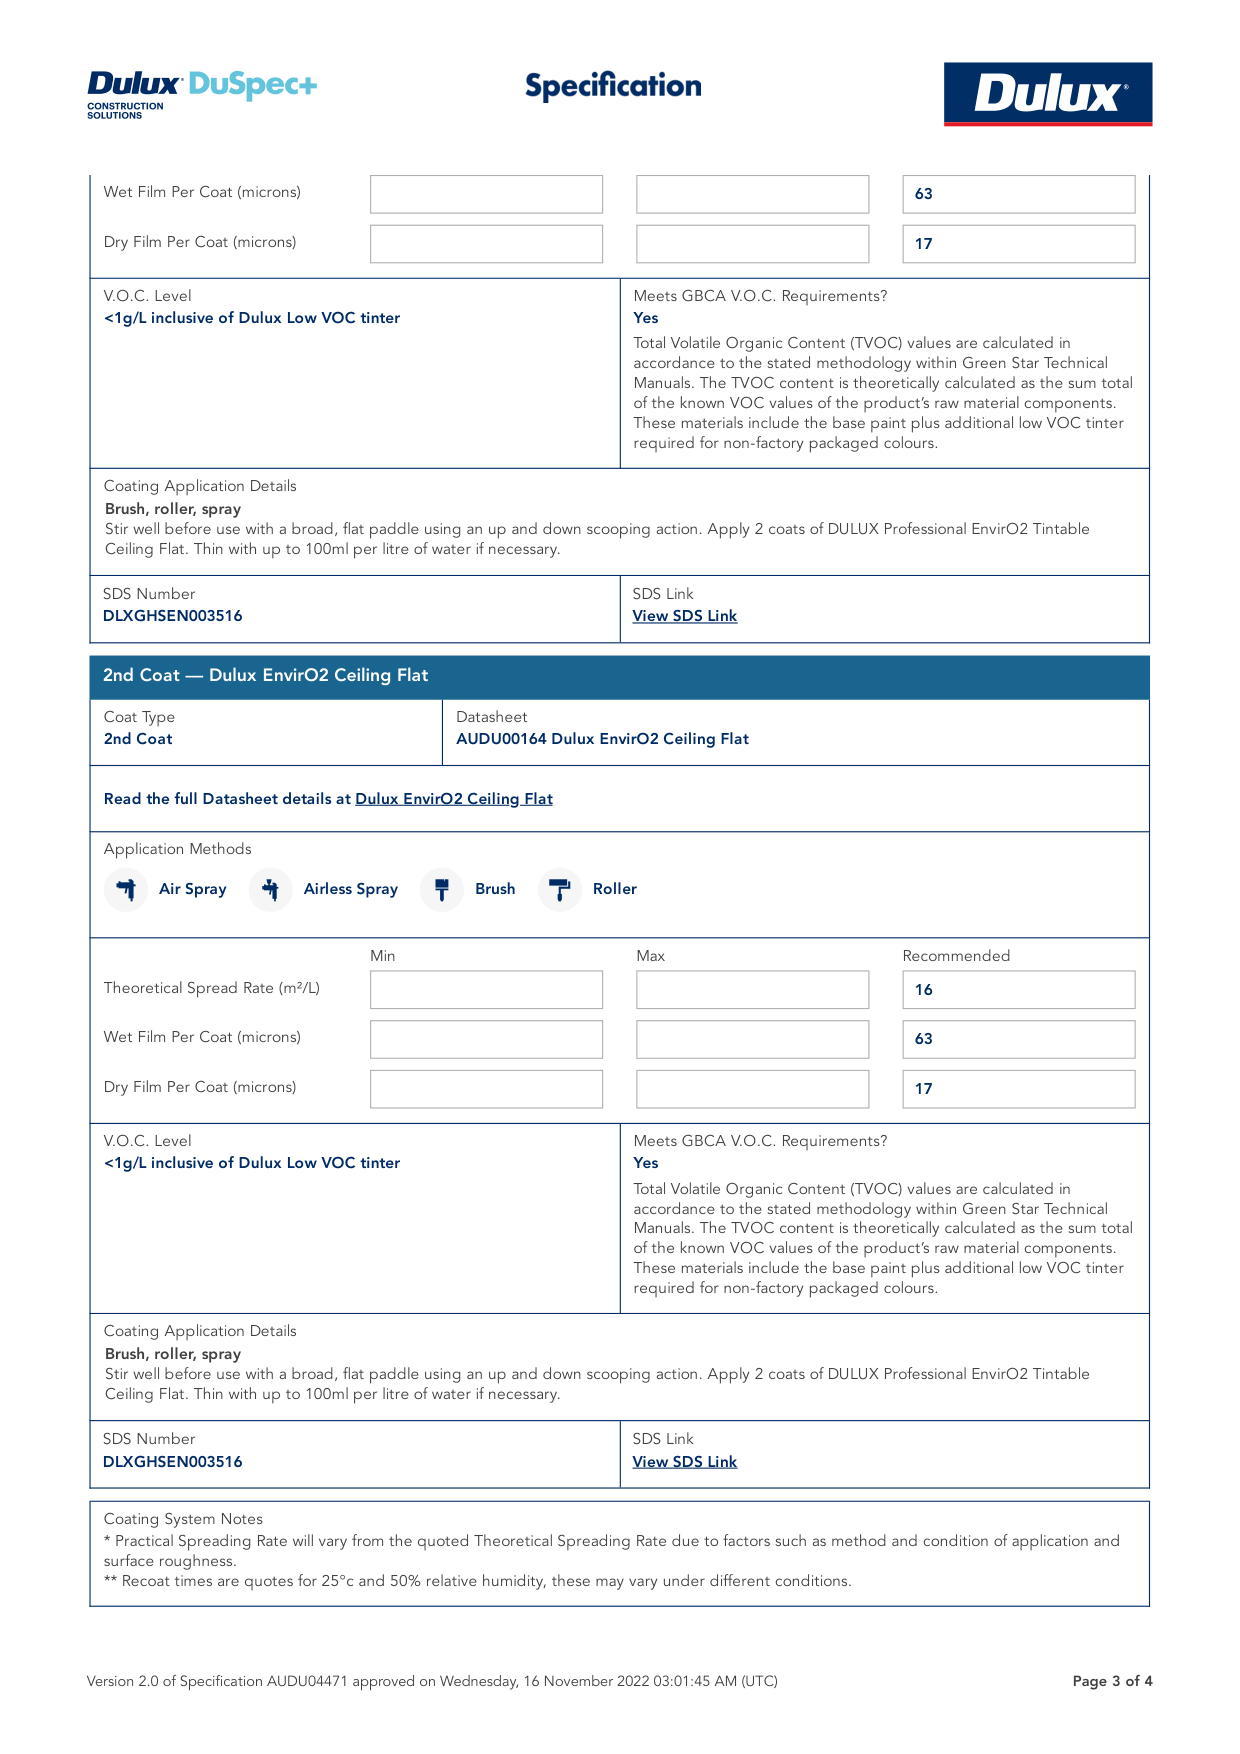 Dulux DuSpec+
CONSTRUCTION
SOLUTIONS
Specification
Dulux®
Wet Film Per Coat (microns) 63
Dry Film Per Coat (microns) 17
V.O.C. Level
<1g/L inclusive of Dulux Low VOC tinter
Meets GBCA V.O.C. Requirements?
Yes
Total Volatile Organic Content (TVOC) values are calculated in
accordance to the stated methodology within Green Star Technical
Manuals. The TVOC content is theoretically calculated as the sum total
of the known VOC values of the product's raw material components.
These materials include the base paint plus additional low VOC tinter
required for non-factory packaged colours.
Coating Application Details
Brush, roller, spray
Stir well before use with a broad, flat paddle using an up and down scooping action. Apply 2 coats of DULUX Professional EnvirO2 Tintable
Ceiling Flat. Thin with up to 100ml per litre of water if necessary.
SDS Number
DLXGHSEN003516
SDS Link
View SDS Link
2nd Coat — Dulux EnvirO2 Ceiling Flat
Coat Type
2nd Coat
Datasheet
AUDU00164 Dulux EnvirO2 Ceiling Flat
Read the full Datasheet details at Dulux EnvirO2 Ceiling Flat
Application Methods
Air Spray Airless Spray Brush Roller
Min Max Recommended
Theoretical Spread Rate (m²/L) 16
Wet Film Per Coat (microns) 63
Dry Film Per Coat (microns) 17
V.O.C. Level
<1g/L inclusive of Dulux Low VOC tinter
Meets GBCA V.O.C. Requirements?
Yes
Total Volatile Organic Content (TVOC) values are calculated in
accordance to the stated methodology within Green Star Technical
Manuals. The TVOC content is theoretically calculated as the sum total
of the known VOC values of the product's raw material components.
These materials include the base paint plus additional low VOC tinter
required for non-factory packaged colours.
Coating Application Details
Brush, roller, spray
Stir well before use with a broad, flat paddle using an up and down scooping action. Apply 2 coats of DULUX Professional EnvirO2 Tintable
Ceiling Flat. Thin with up to 100ml per litre of water if necessary.
SDS Number
DLXGHSEN003516
SDS Link
View SDS Link
Coating System Notes
* Practical Spreading Rate will vary from the quoted Theoretical Spreading Rate due to factors such as method and condition of application and
surface roughness.
** Recoat times are quotes for 25°c and 50% relative humidity, these may vary under different conditions.
Version 2.0 of Specification AUDU04471 approved on Wednesday, 16 November 2022 03:01:45 AM (UTC)
Page 3 of 4